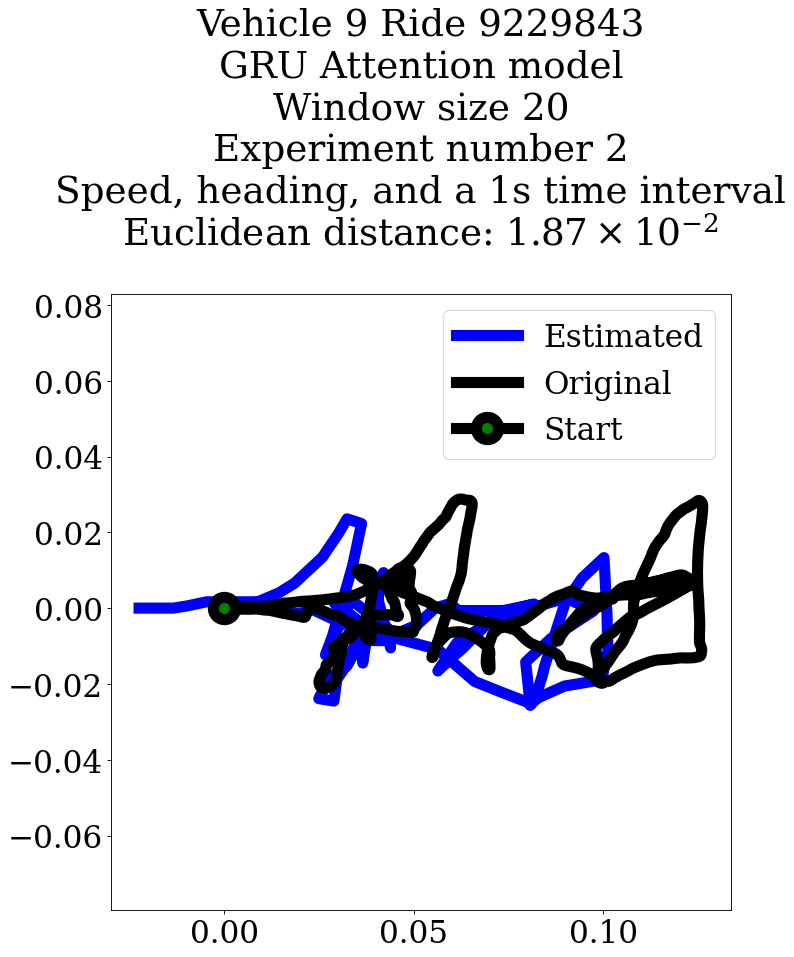 Vehicle 9 Ride 9229843
GRU Attention model
Window size 20
Experiment number 2
Speed, heading, and a 1s time interval
Euclidean distance: 1.87 × 10⁻²
Estimated
Original
Start
0.08
0.06
0.04
0.02
0.00
−0.02
−0.04
−0.06
0.00 0.05 0.10